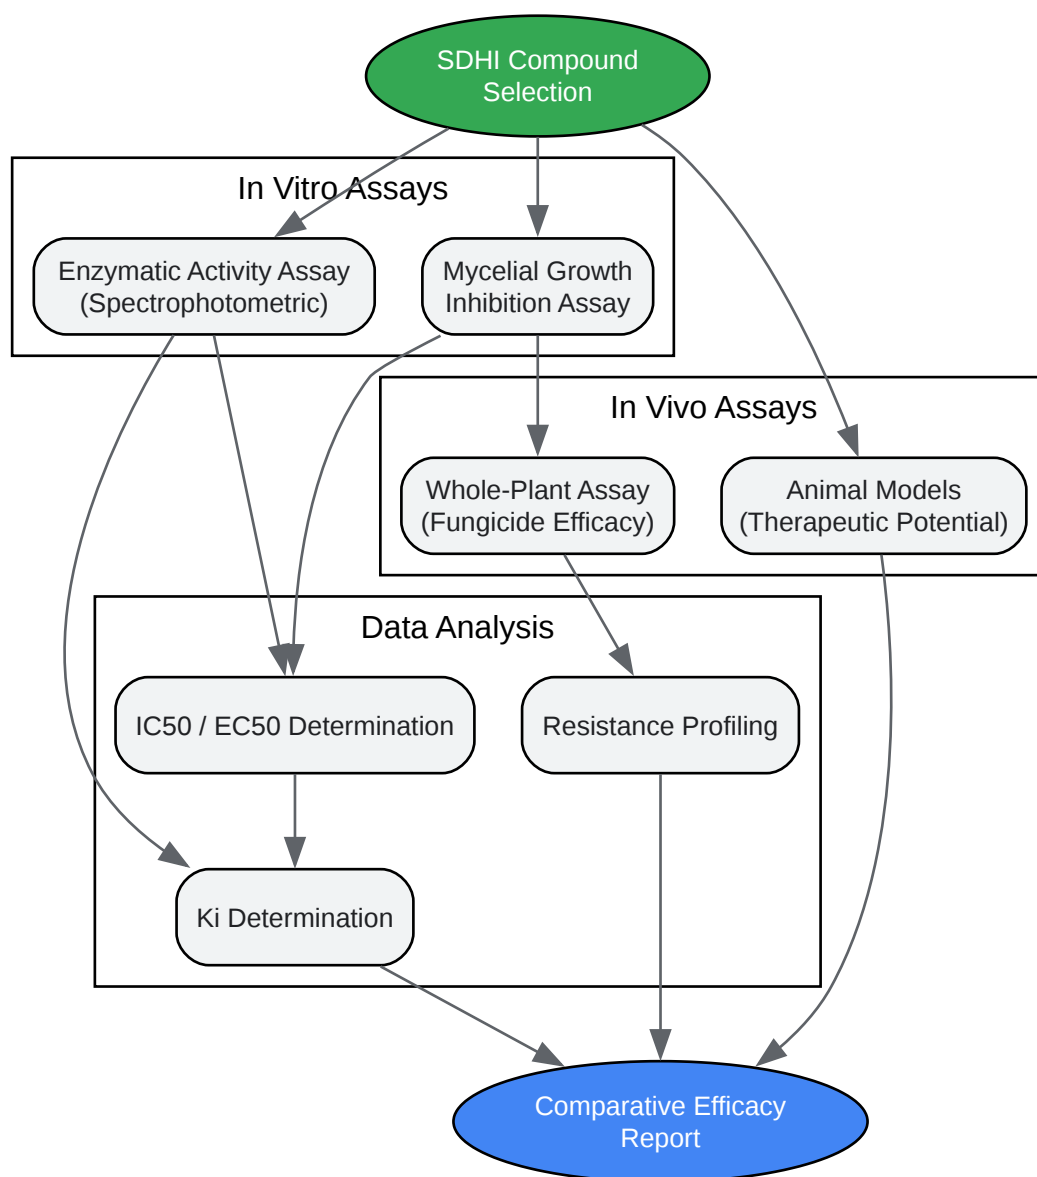 SDHI Compound
Selection
In Vitro Assays
Enzymatic Activity Assay
(Spectrophotometric)
Mycelial Growth
Inhibition Assay
In Vivo Assays
Whole-Plant Assay
(Fungicide Efficacy)
Animal Models
(Therapeutic Potential)
Data Analysis
IC50 / EC50 Determination
Resistance Profiling
Ki Determination
Comparative Efficacy
Report